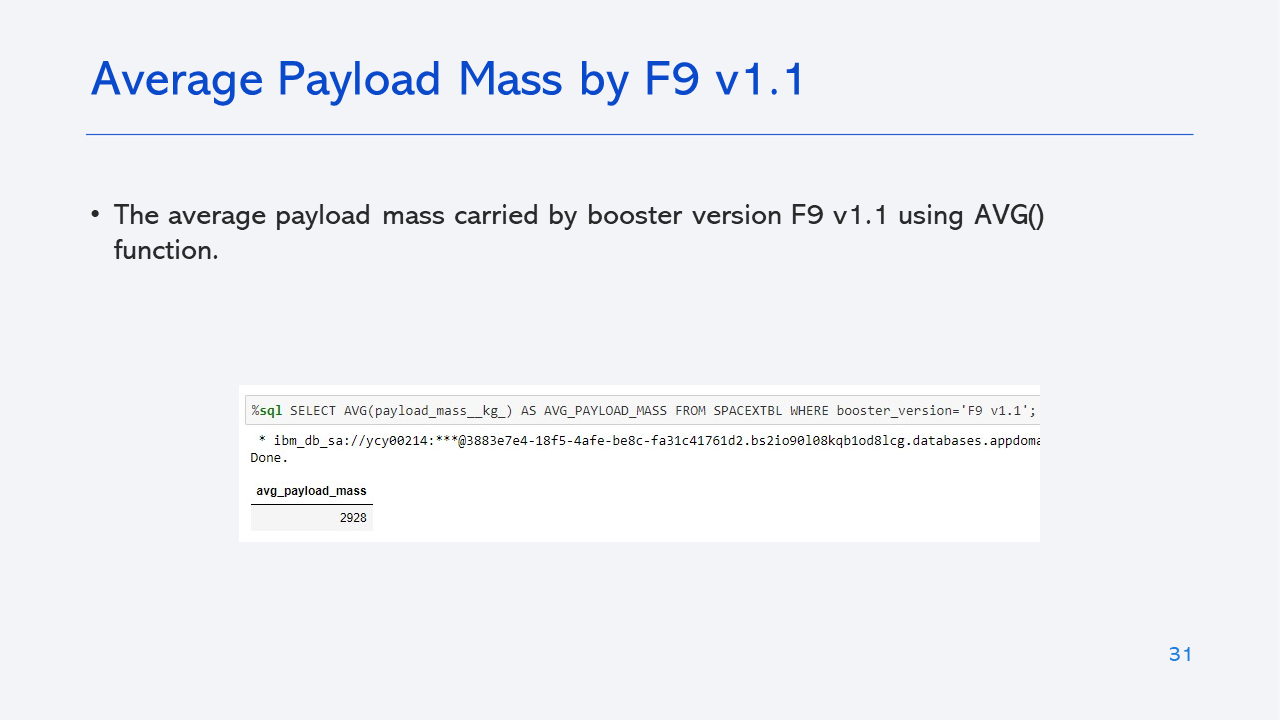 Average Payload Mass by F9 v1.1
• The average payload mass carried by booster version F9 v1.1 using AVG()
function.
%sql SELECT AVG(payload_mass__kg_) AS AVG_PAYLOAD_MASS FROM SPACEXTBL WHERE booster_version='F9 v1.1';
* ibm_db_sa://ycy00214:***@3883e7e4-18f5-4afe-be8c-fa31c41761d2.bs2io90l08kqb1od8lcg.databases.appdoma
Done.
avg_payload_mass
2928
31